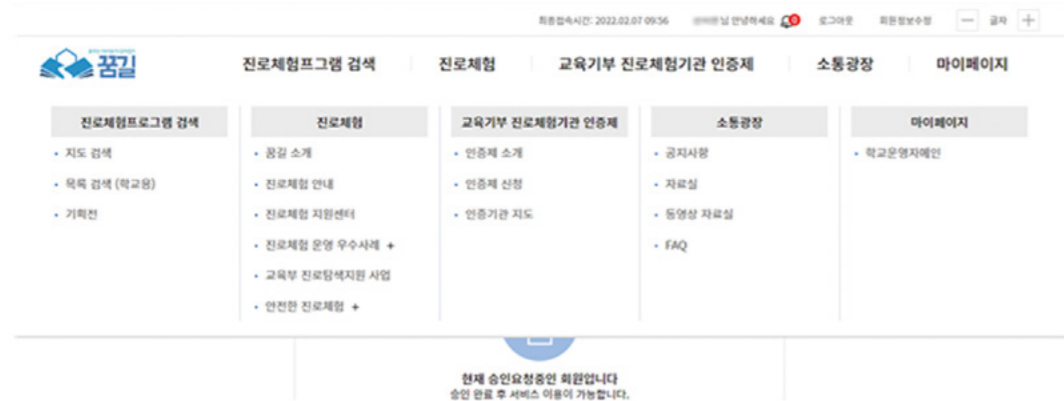 최종접속시간: 2022.02.07 09:56 님 안녕하세요 0 로그아웃 회원정보수정 글자
꿈길
진로체험프그램 검색 진로체험 교육기부 진로체험기관 인증제 소통광장 마이페이지
진로체험프로그램 검색 진로체험 교육기부 진로체험기관 인증제 소통광장 마이페이지
지도 검색 꿈길 소개 인증제 소개 공지사항 학교운영자메인
목록 검색 (학교용) 진로체험 안내 인증제 신청 자료실
기획전 진로체험 지원센터 인증기관 지도 동영상 자료실
진로체험 운영 우수사례 + FAQ
교육부 진로탐색지원 사업
안전한 진로체험 +
현재 승인요청중인 회원입니다
승인 완료 후 서비스 이용이 가능합니다.